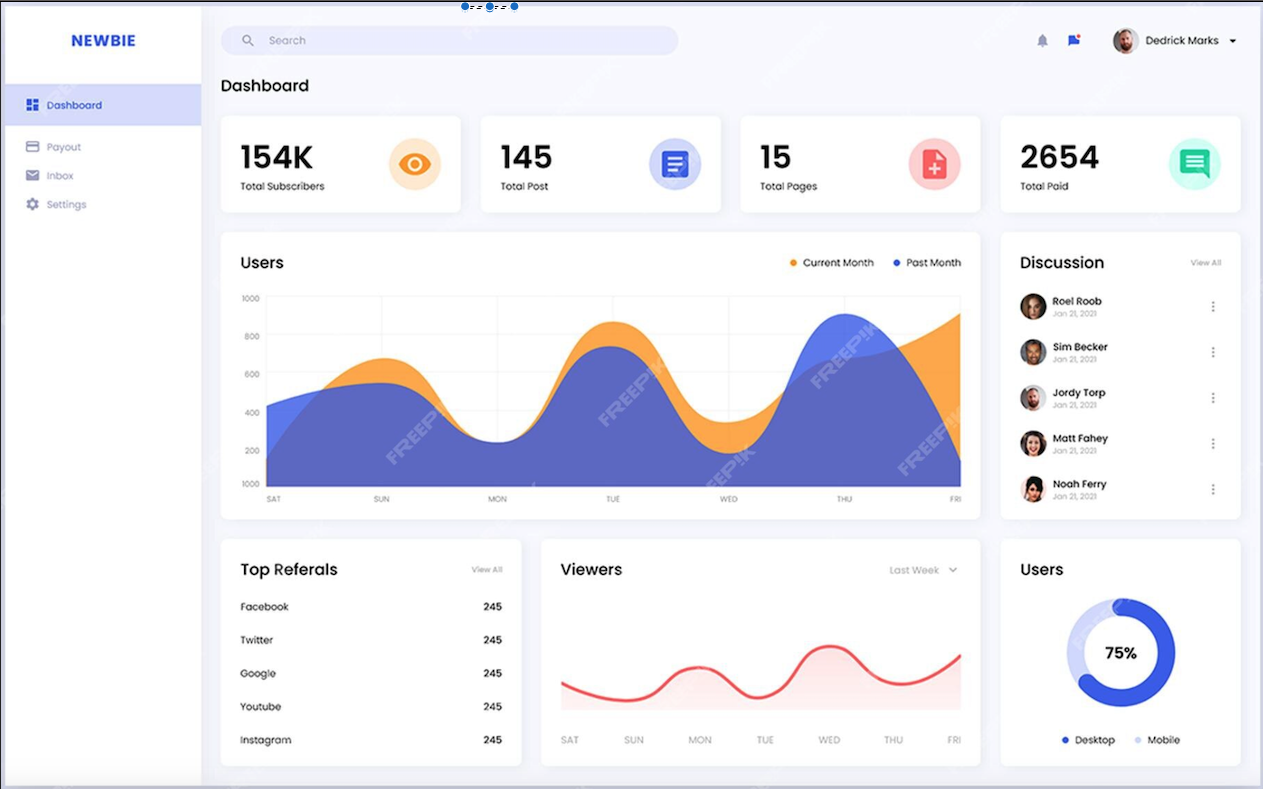 NEWBIE
Search
Dedrick Marks
Dashboard
Payout
Inbox
Settings
Dashboard
154K
Total Subscribers
145
Total Post
15
Total Pages
2654
Total Paid
Users
Current Month
Past Month
1000
800
600
400
200
1000
SAT SUN MON TUE WED THU FRI
FREEPIK
FREEPIK
FREEPIK
FREEPIK
FREEPIK
Discussion
View All
Roel Roob
Jan 21, 2021
Sim Becker
Jan 21, 2021
Jordy Torp
Jan 21, 2021
Matt Fahey
Jan 21, 2021
Noah Ferry
Jan 21, 2021
Top Referals
View All
Facebook 245
Twitter 245
Google 245
Youtube 245
Instagram 245
Viewers
Last Week
SAT SUN MON TUE WED THU FRI
Users
75%
Desktop
Mobile